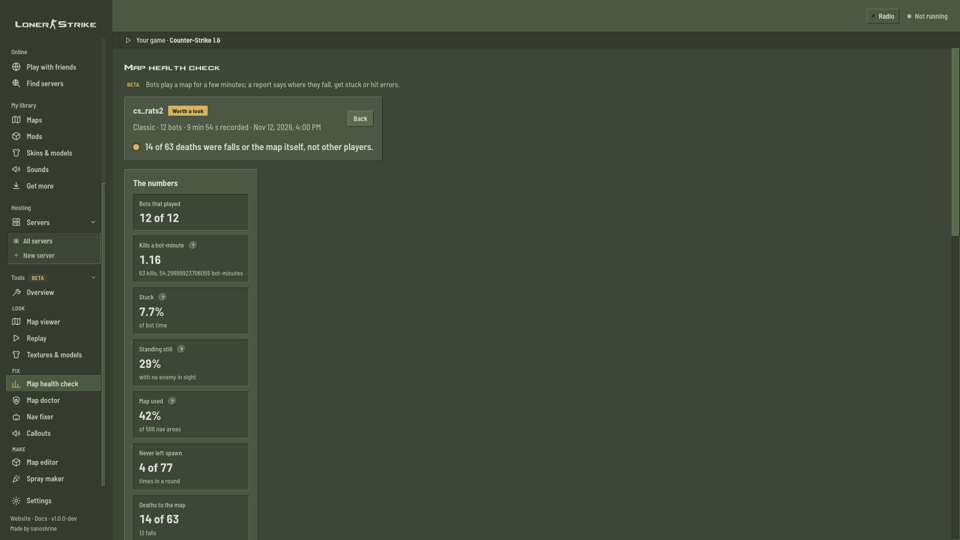 LONER STRIKE
Online
Play with friends
Find servers
My library
Maps
Mods
Skins & models
Sounds
Get more
Hosting
Servers
All servers
New server
Tools BETA
Overview
LOOK
Map viewer
Replay
Textures & models
FIX
Map health check
Map doctor
Nav fixer
Callouts
MAKE
Map editor
Spray maker
Settings
Website · Docs · v1.0.0-dev
Made by nanoshrine
Radio
Not running
Your game · Counter-Strike 1.6
MAP HEALTH CHECK
BETA Bots play a map for a few minutes; a report says where they fall, get stuck or hit errors.
cs_rats2 Worth a look
Classic · 12 bots · 9 min 54 s recorded · Nov 12, 2026, 4:00 PM
Back
14 of 63 deaths were falls or the map itself, not other players.
The numbers
Bots that played
12 of 12
Kills a bot-minute ?
1.16
63 kills, 54.29999923706055 bot-minutes
Stuck ?
7.7%
of bot time
Standing still ?
29%
with no enemy in sight
Map used ?
42%
of 586 nav areas
Never left spawn
4 of 77
times in a round
Deaths to the map
14 of 63
13 falls